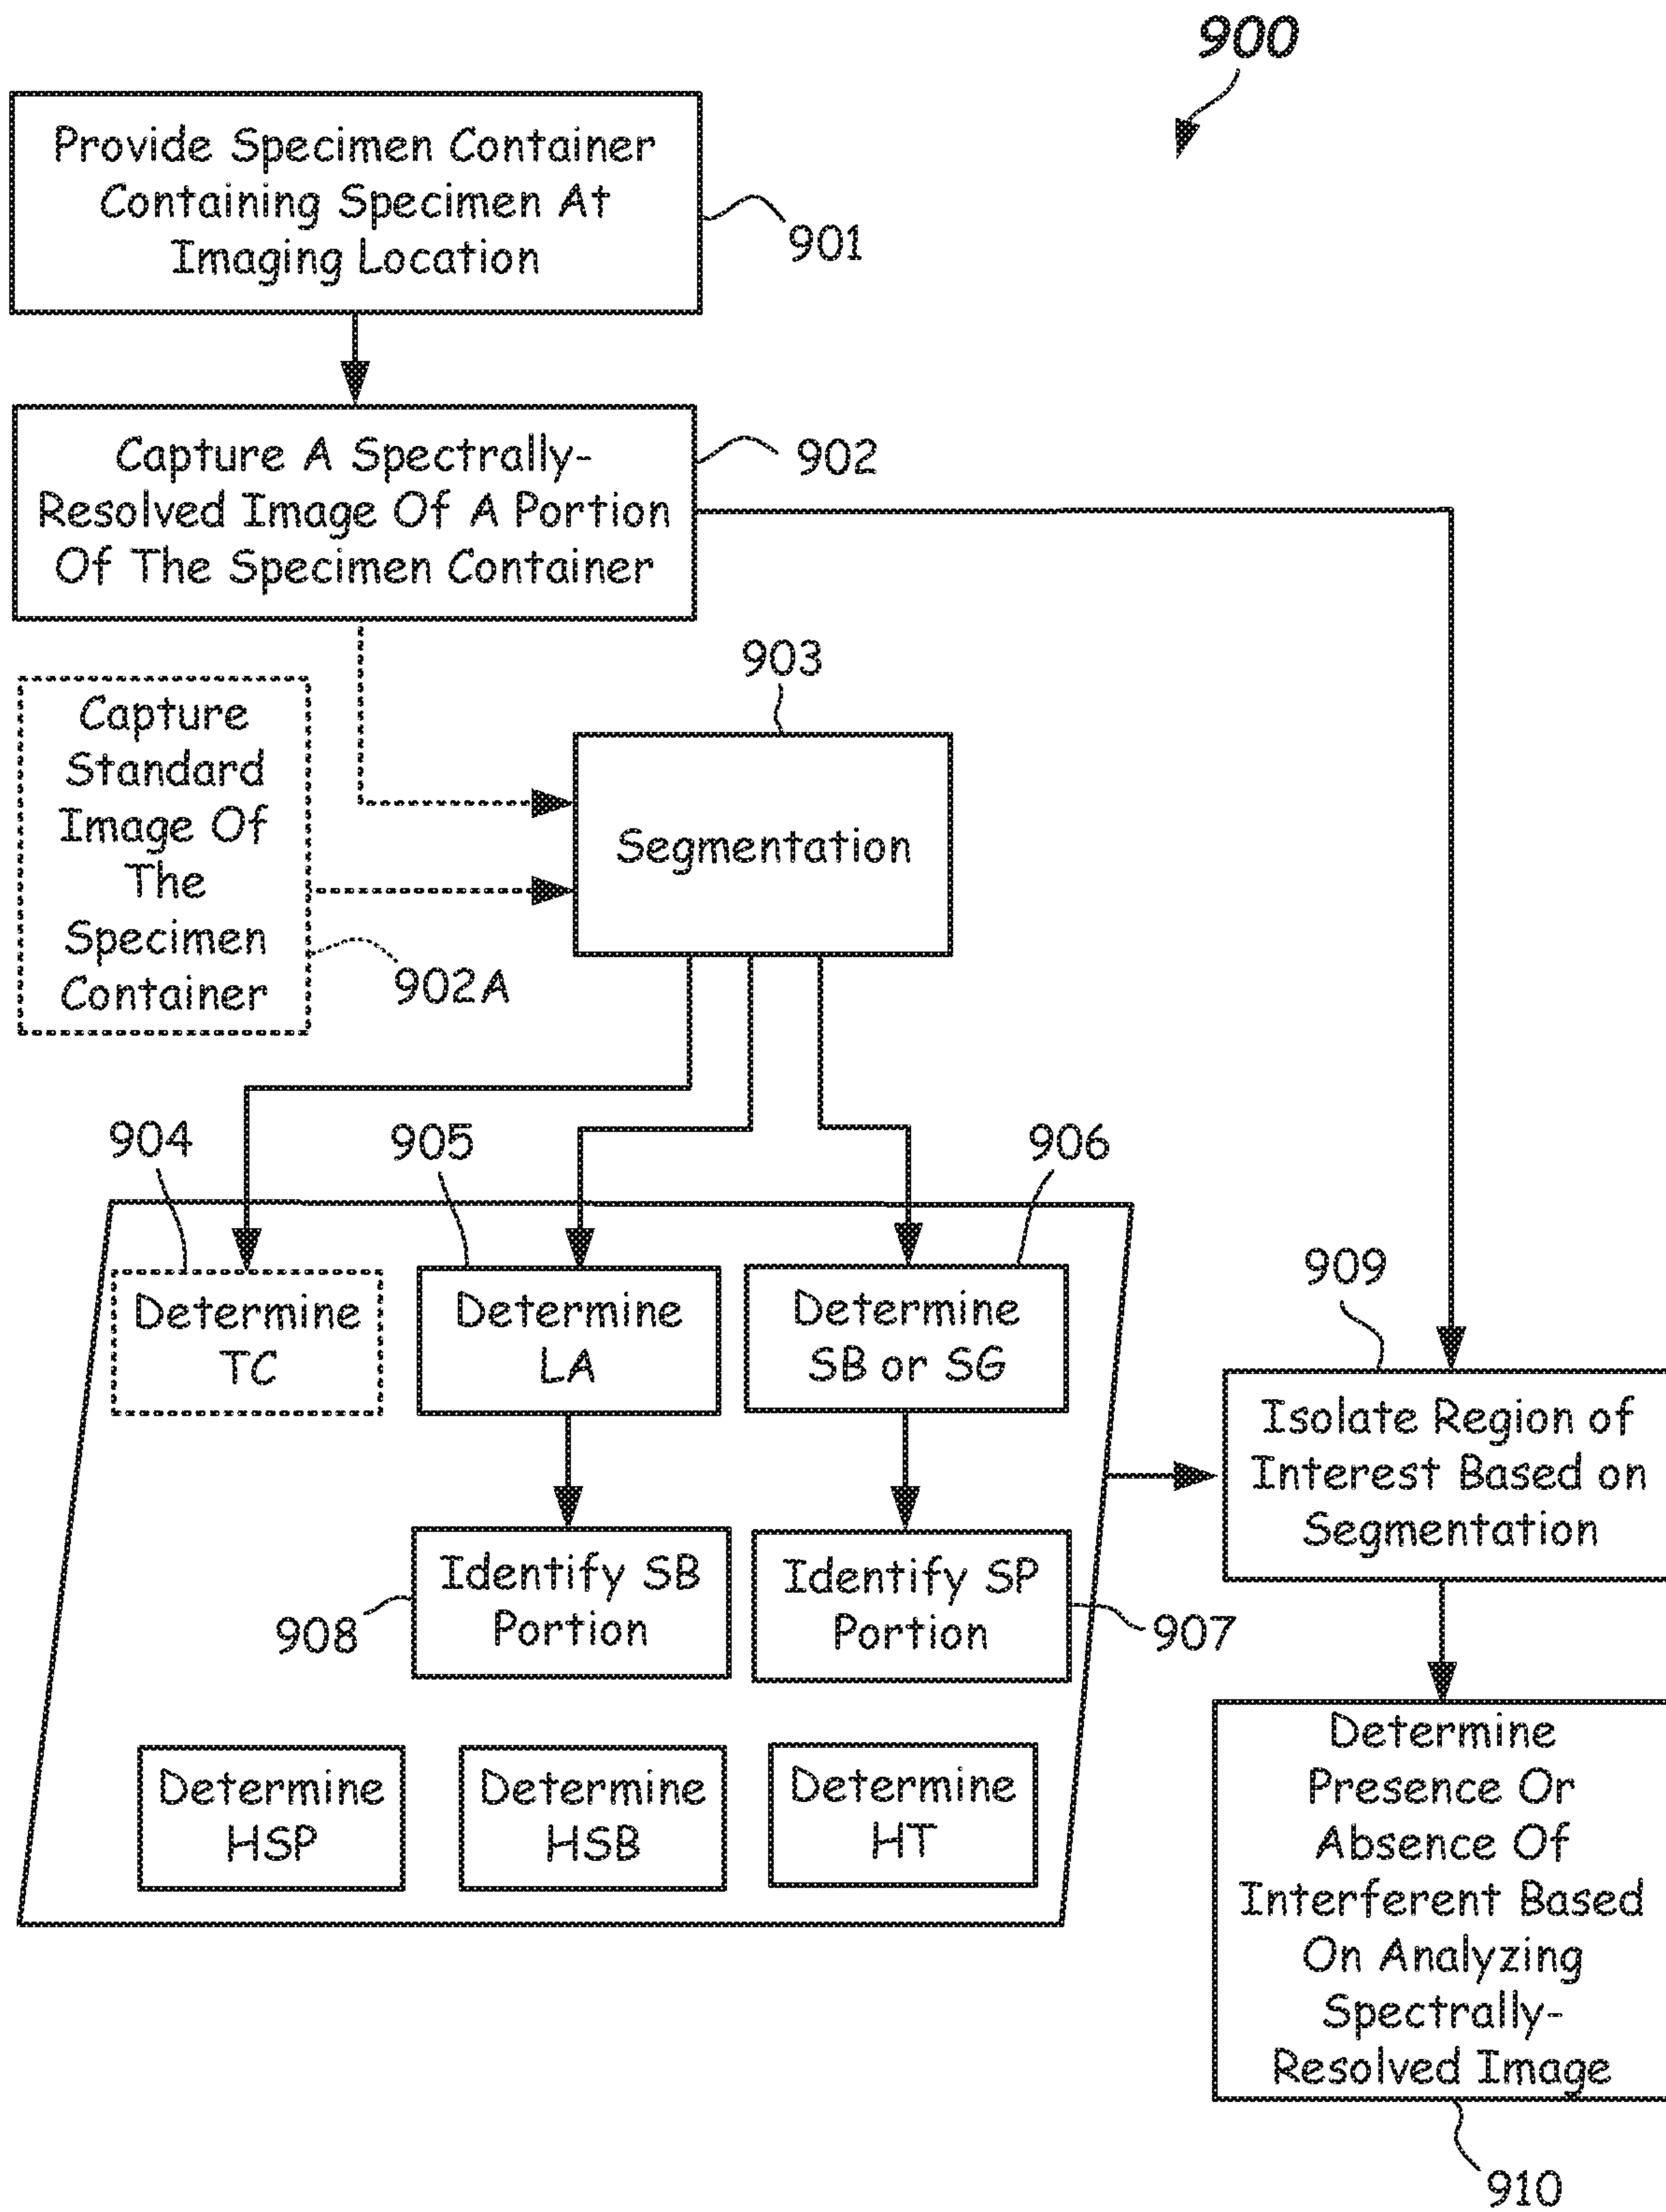 900
Provide Specimen Container
Containing Specimen At
Imaging Location
901
Capture A Spectrally-
Resolved Image Of A Portion
Of The Specimen Container
902
Capture
Standard
Image Of
The
Specimen
Container
902A
903
Segmentation
904
905
906
Determine
TC
Determine
LA
Determine
SB or SG
Identify SB
Portion
908
Identify SP
Portion
907
Determine
HSP
Determine
HSB
Determine
HT
909
Isolate Region of
Interest Based on
Segmentation
Determine
Presence Or
Absence Of
Interferent Based
On Analyzing
Spectrally-
Resolved Image
910